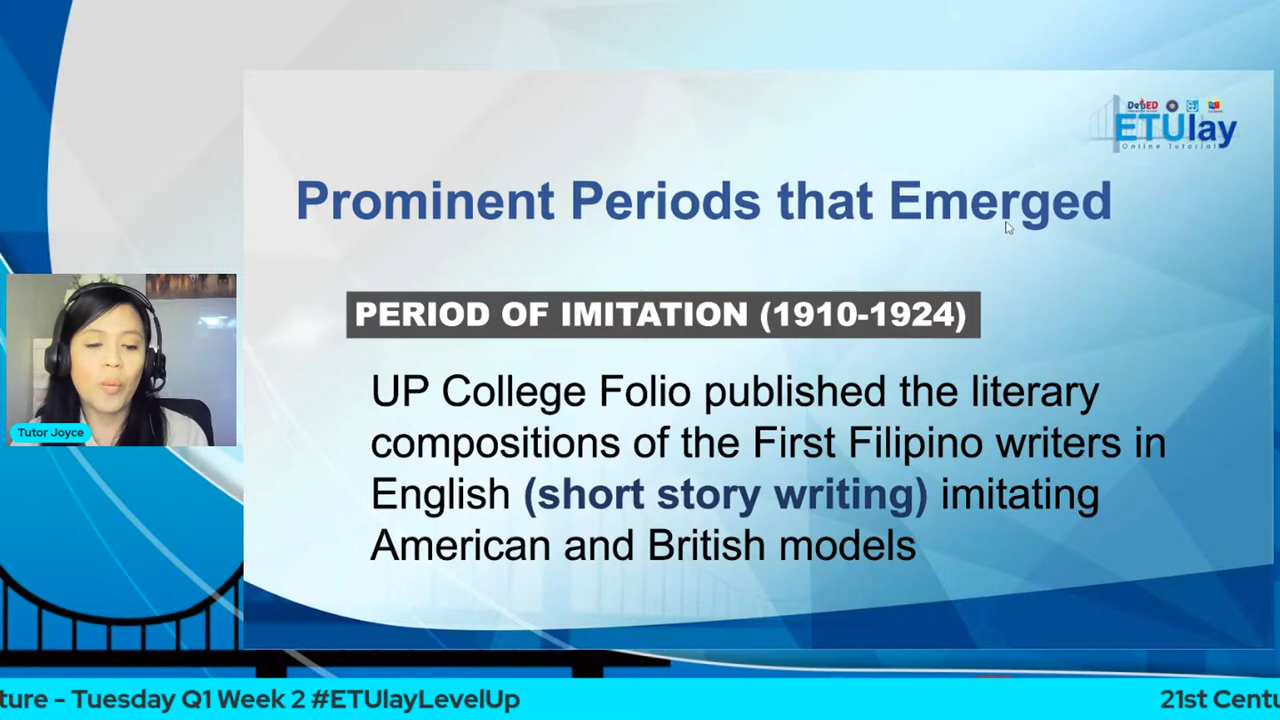 DepED
ETUlay
Online Tutorial
Prominent Periods that Emerged
PERIOD OF IMITATION (1910-1924)
UP College Folio published the literary
compositions of the First Filipino writers in
English (short story writing) imitating
American and British models
Tutor Joyce
ture - Tuesday Q1 Week 2 #ETUlayLevelUp
21st Centu